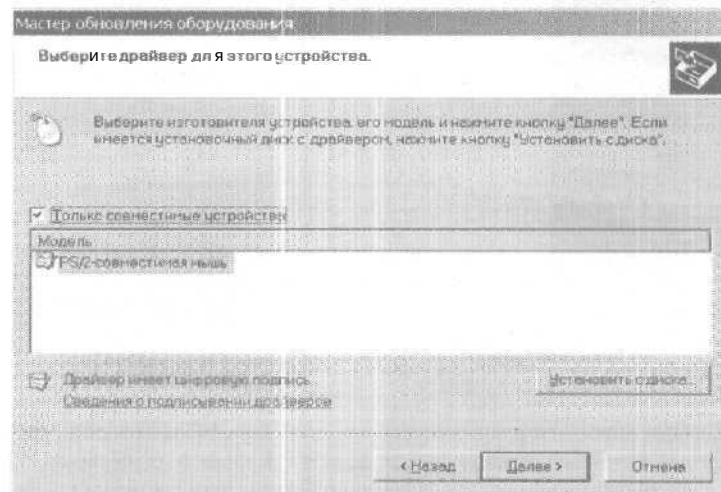 Мастер обновления оборудования
Выберите драйвер для этого устройства.
Выберите изготовителя устройства, его модель и нажмите кнопку "Далее". Если
имеется установочный диск с драйвером, нажмите кнопку "Установить с диска".
Только совместимые устройства
Модель
PS/2-совместимая мышь
Драйвер имеет цифровую подпись.
Сведения о подписывании драйверов
Установить с диска...
< Назад
Далее >
Отмена